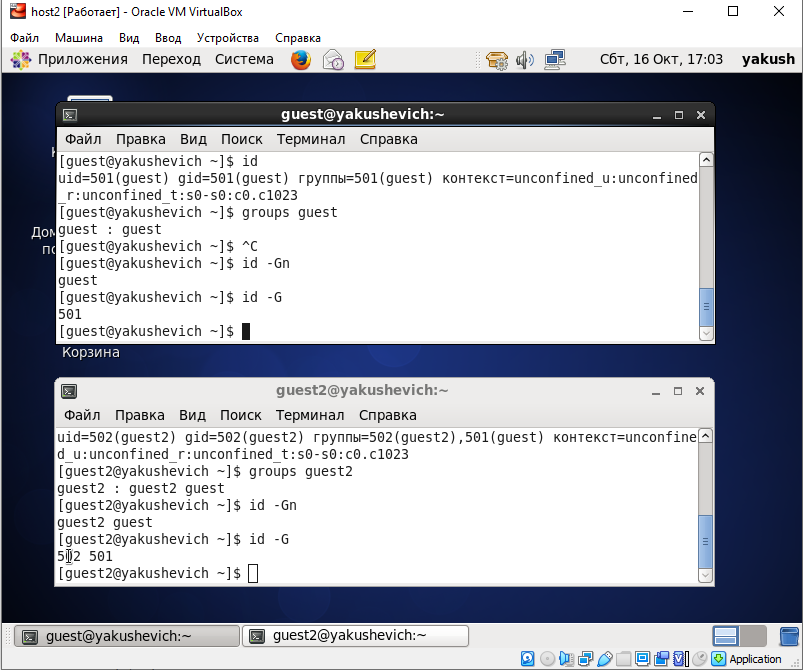 host2 [Работает] - Oracle VM VirtualBox
Файл Машина Вид Ввод Устройства Справка
Приложения Переход Система Сбт, 16 Окт, 17:03 yakush
guest@yakushevich:~
Файл Правка Вид Поиск Терминал Справка
[guest@yakushevich ~]$ id
uid=501(guest) gid=501(guest) группы=501(guest) контекст=unconfined_u:unconfined
_r:unconfined_t:s0-s0:c0.c1023
[guest@yakushevich ~]$ groups guest
guest : guest
[guest@yakushevich ~]$ ^C
[guest@yakushevich ~]$ id -Gn
guest
[guest@yakushevich ~]$ id -G
501
[guest@yakushevich ~]$
Корзина
guest2@yakushevich:~
Файл Правка Вид Поиск Терминал Справка
uid=502(guest2) gid=502(guest2) группы=502(guest2),501(guest) контекст=unconfine
d_u:unconfined_r:unconfined_t:s0-s0:c0.c1023
[guest2@yakushevich ~]$ groups guest2
guest2 : guest2 guest
[guest2@yakushevich ~]$ id -Gn
guest2 guest
[guest2@yakushevich ~]$ id -G
502 501
[guest2@yakushevich ~]$
guest@yakushevich:~ guest2@yakushevich:~
Application